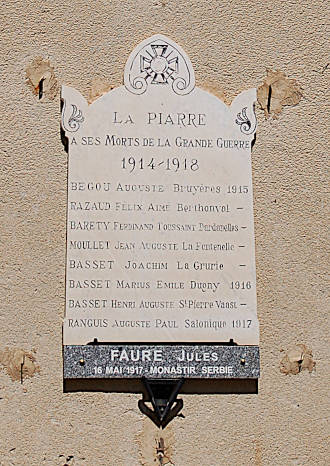 LA PIARRE
A SES MORTS DE LA GRANDE GUERRE
1914-1918
BEGOU AUGUSTE Bruyères 1915
RAZAUD FÉLIX AIMÉ Berthonval -
BARETY FERDINAND TOUSSAINT Dardanelles -
MOULLET JEAN AUGUSTE La Fontenelle -
BASSET JOACHIM La Grurie -
BASSET MARIUS EMILE Dugny 1916
BASSET HENRI AUGUSTE St Pierre Vaast -
RANGUIS AUGUSTE PAUL Salonique 1917
FAURE JULES
16 MAI 1917 - MONASTIR SERBIE